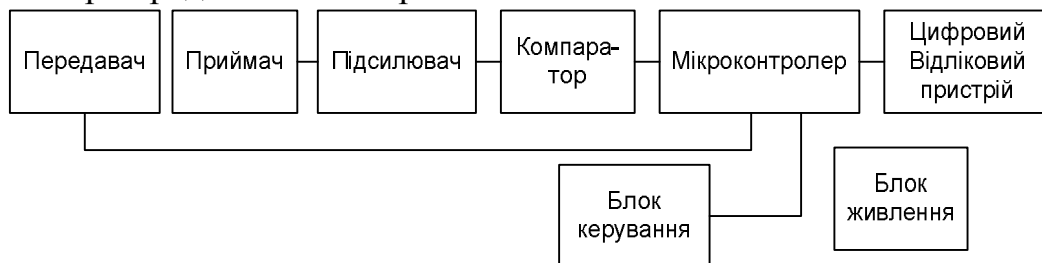 Передавач
Приймач
Підсилювач
Компара-
тор
Мікроконтролер
Цифровий
Відліковий
пристрій
Блок
керування
Блок
живлення